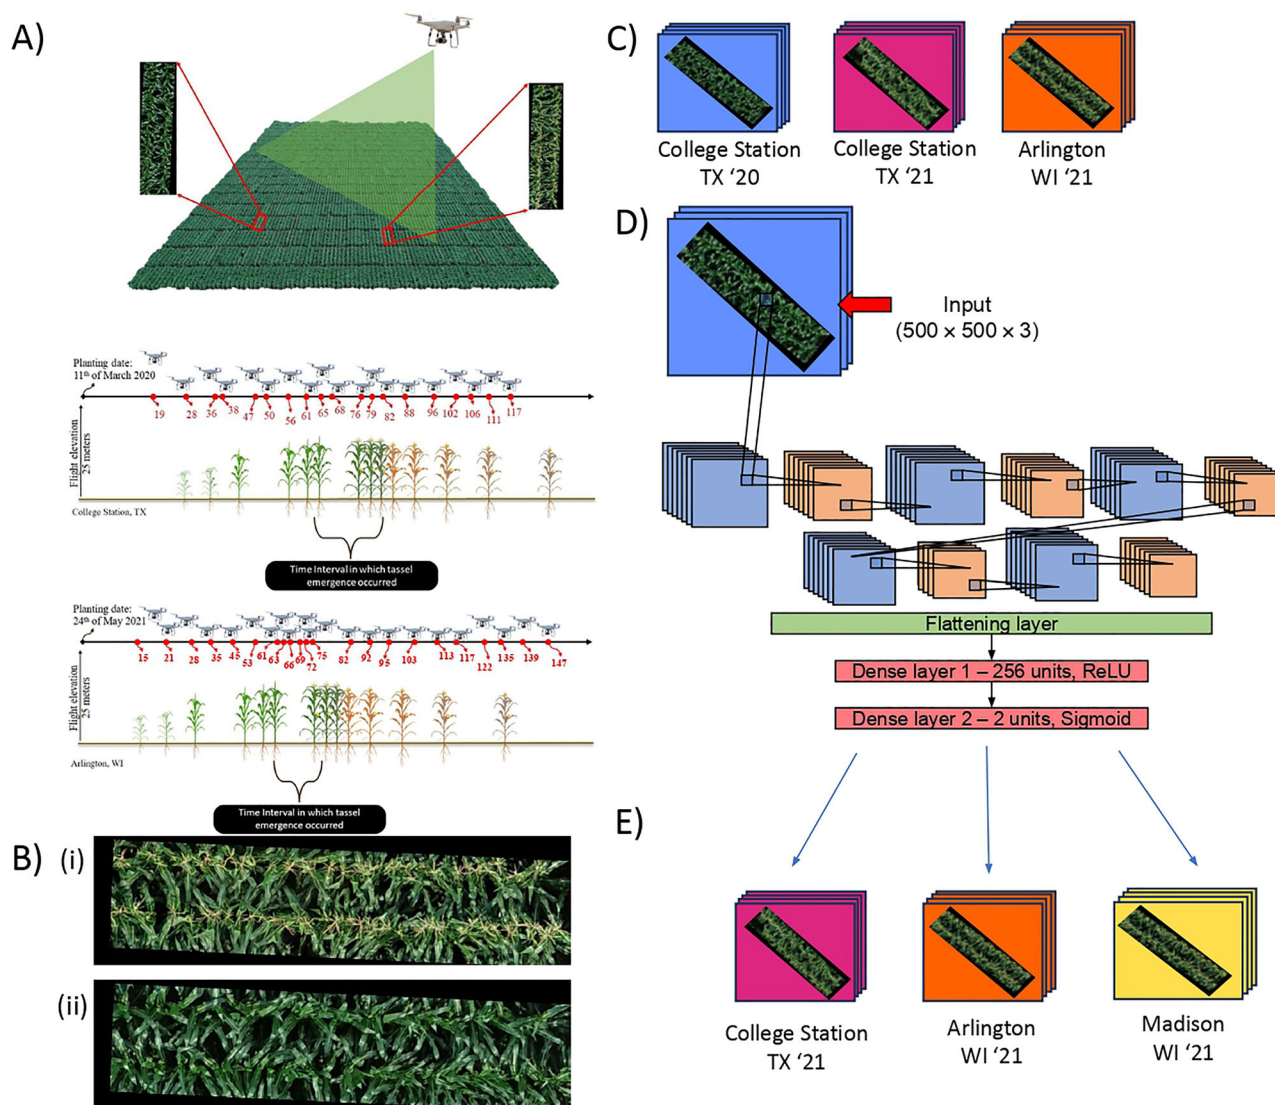 A)
Planting date:
11th of March 2020
19
28
36
38
47
50
56
61
65
68
76
79
82
88
96
102
106
111
117
Flight elevation
25 meters
College Station, TX
Time Interval in which tassel
emergence occurred
Planting date:
24th of May 2021
15
21
28
35
45
53
61
63
66
69
72
75
82
92
95
103
113
117
122
135
139
147
Flight elevation
25 meters
Arlington, WI
Time Interval in which tassel
emergence occurred
B)
(i)
(ii)
C)
College Station
TX ‘20
College Station
TX ‘21
Arlington
WI ‘21
D)
Input
(500 × 500 × 3)
Flattening layer
Dense layer 1 – 256 units, ReLU
Dense layer 2 – 2 units, Sigmoid
E)
College Station
TX ‘21
Arlington
WI ‘21
Madison
WI ‘21